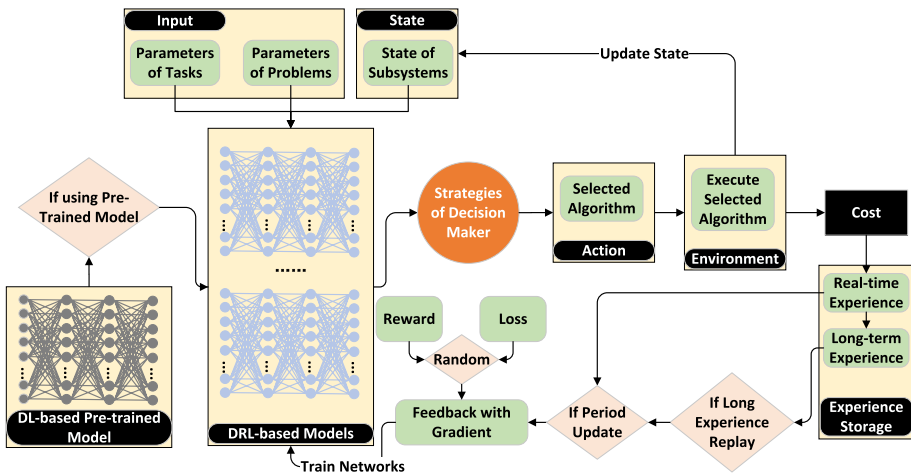 Input
State
Parameters
of Tasks
Parameters
of Problems
State of
Subsystems
Update State
If using Pre-
Trained Model
Strategies
of Decision
Maker
Selected
Algorithm
Action
Execute
Selected
Algorithm
Environment
Cost
Real-time
Experience
Long-term
Experience
Experience
Storage
Reward
Loss
Random
Feedback with
Gradient
If Period
Update
If Long
Experience
Replay
DL-based Pre-trained
Model
DRL-based Models
Train Networks